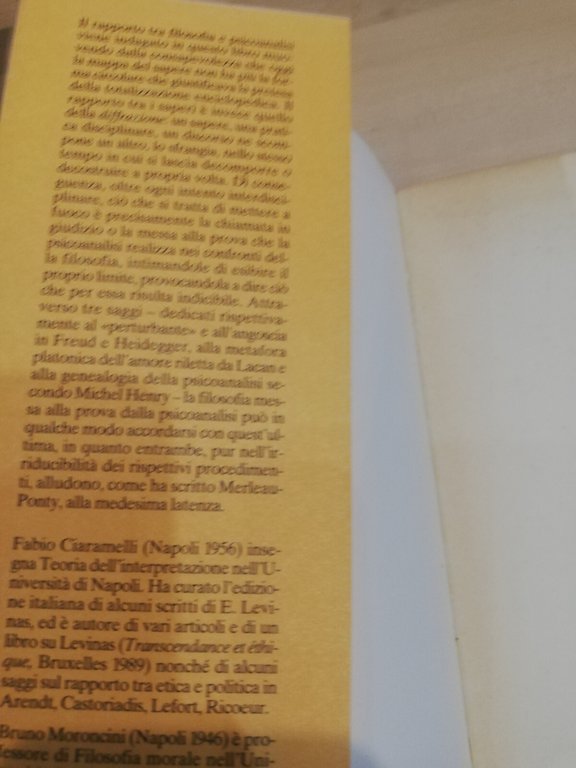 Il rapporto tra filosofia e psicoanalisi
viene indagato in questo libro muo-
vendo dalla consapevolezza che oggi
la mappa del sapere non ha più la for-
ma circolare che giustificava la pretesa
della totalizzazione enciclopedica. Il
rapporto tra i saperi è invece quello
della diffrazione: un sapere, una prati-
ca disciplinare, un discorso ne scom-
pone un altro, lo sfrangia, nello stesso
tempo in cui si lascia decomporre o
decostruire a propria volta. Di conse-
guenza, oltre ogni intento interdisci-
plinare, ciò che si tratta di mettere a
fuoco è precisamente la chiamata in
giudizio o la messa alla prova che la
psicoanalisi realizza nei confronti del-
la filosofia, intimandole di esibire il
proprio limite, provocandola a dire ciò
che per essa risulta indicibile. Attra-
verso tre saggi – dedicati rispettiva-
mente al «perturbante» e all'angoscia
in Freud e Heidegger, alla metafora
platonica dell'amore riletta da Lacan e
alla genealogia della psicoanalisi se-
condo Michel Henry – la filosofia mes-
sa alla prova dalla psicoanalisi può in
qualche modo accordarsi con quest'ul-
tima, in quanto entrambe, pur nell'ir-
riducibilità dei rispettivi procedimen-
ti, alludono, come ha scritto Merleau-
Ponty, alla medesima latenza.
Fabio Ciaramelli (Napoli 1956) inse-
gna Teoria dell'interpretazione nell'U-
niversità di Napoli. Ha curato l'edizio-
ne italiana di alcuni scritti di E. Levi-
nas, ed è autore di vari articoli e di un
libro su Levinas (Transcendance et éthi-
que, Bruxelles 1989) nonché di alcuni
saggi sul rapporto tra etica e politica in
Arendt, Castoriadis, Lefort, Ricoeur.
Bruno Moroncini (Napoli 1946) è pro-
fessore di Filosofia morale nell'Uni-